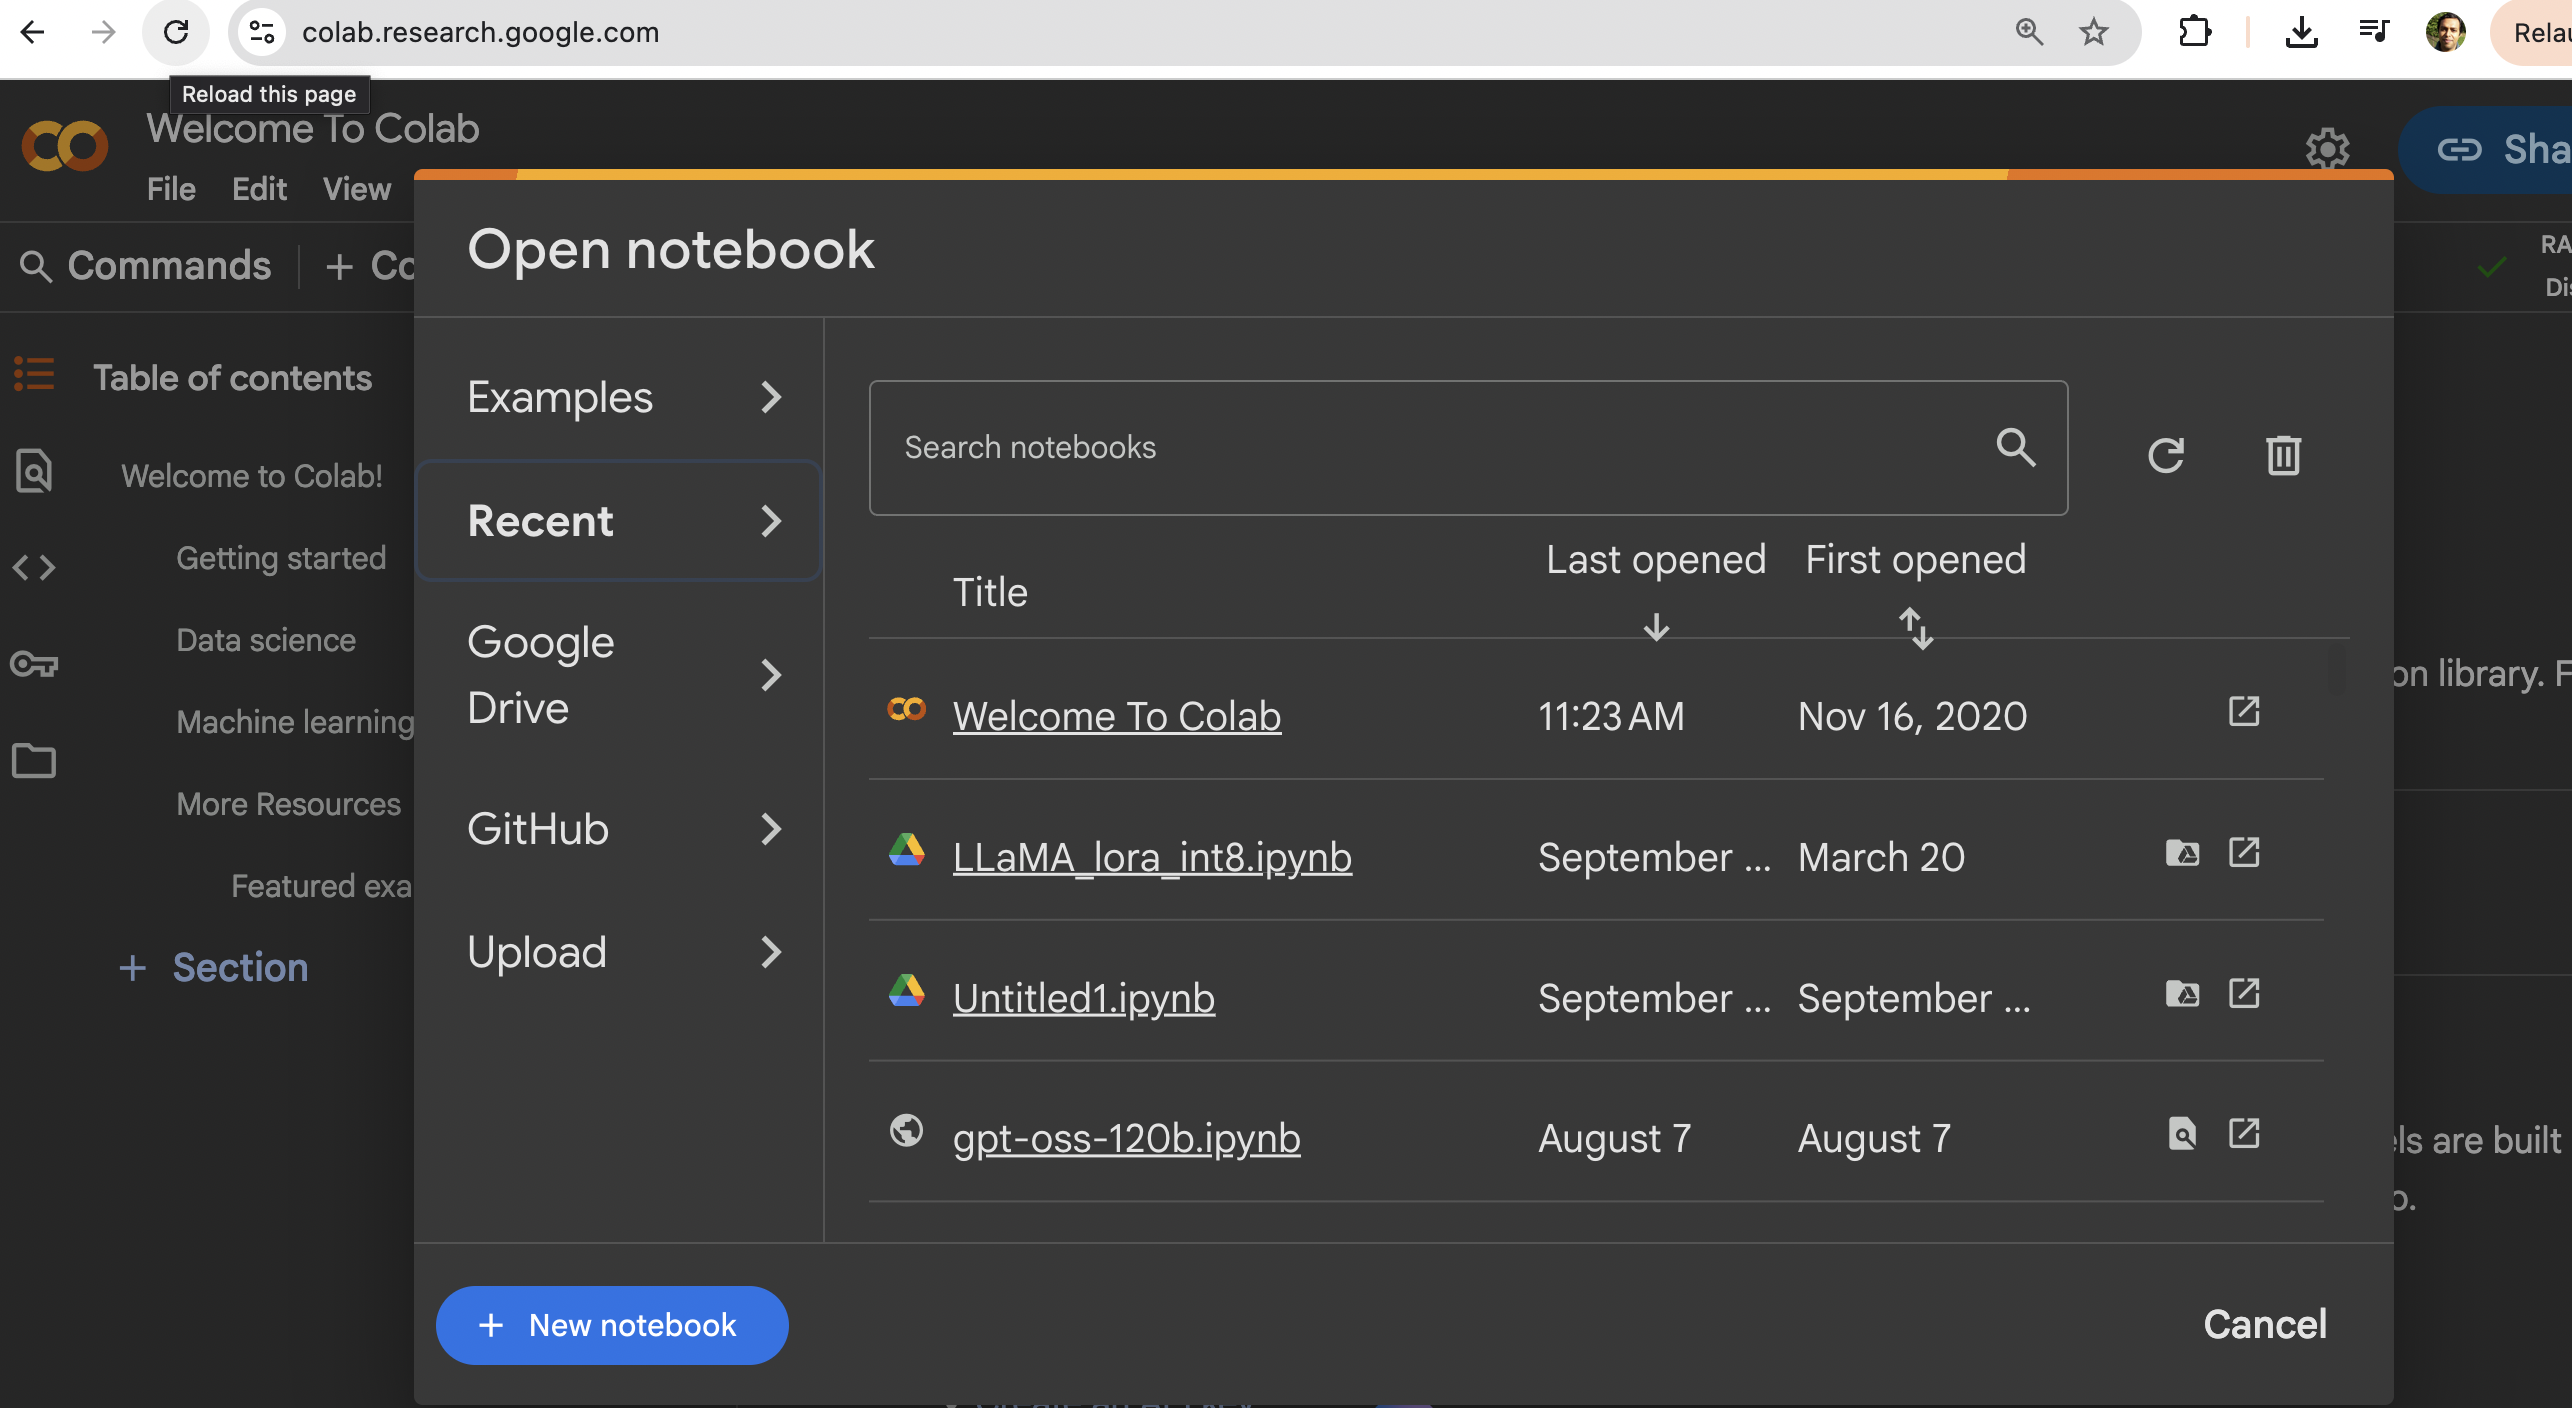 colab.research.google.com
Relau
Reload this page
Welcome To Colab
File Edit View
Sha
Commands + Co
RA
Dis
Table of contents
Welcome to Colab!
Getting started
Data science
Machine learning
More Resources
Featured exa
+ Section
Open notebook
Examples
Recent
Google
Drive
GitHub
Upload
Search notebooks
Title Last opened First opened
Welcome To Colab 11:23 AM Nov 16, 2020
LLaMA_lora_int8.ipynb September ... March 20
Untitled1.ipynb September ... September ...
gpt-oss-120b.ipynb August 7 August 7
+ New notebook
Cancel
on library. F
els are built
o.